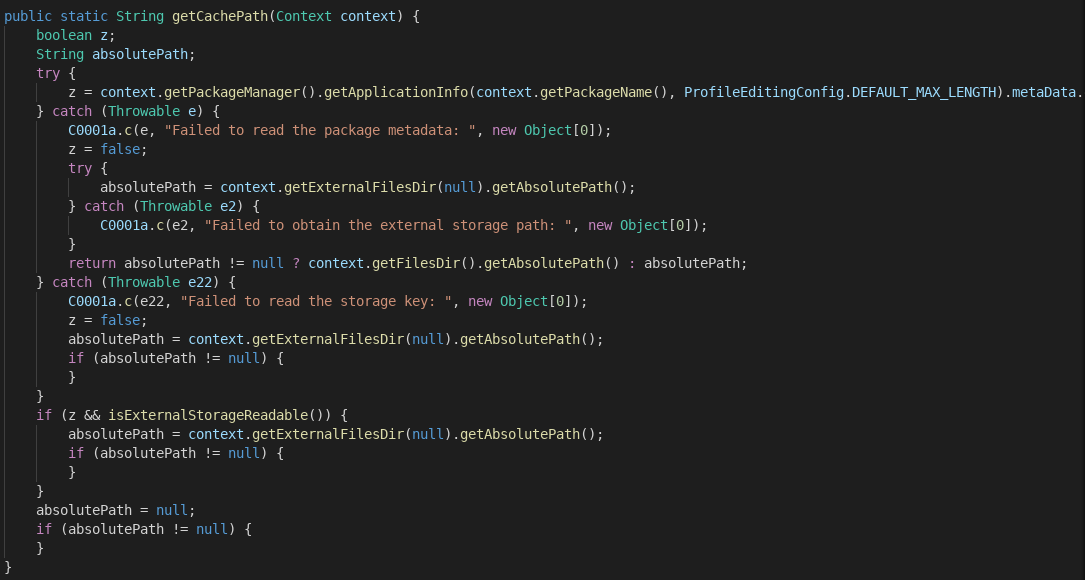 public static String getCachePath(Context context) {
    boolean z;
    String absolutePath;
    try {
        z = context.getPackageManager().getApplicationInfo(context.getPackageName(), ProfileEditingConfig.DEFAULT_MAX_LENGTH).metaData.
    } catch (Throwable e) {
        C0001a.c(e, "Failed to read the package metadata: ", new Object[0]);
        z = false;
        try {
            absolutePath = context.getExternalFilesDir(null).getAbsolutePath();
        } catch (Throwable e2) {
            C0001a.c(e2, "Failed to obtain the external storage path: ", new Object[0]);
        }
        return absolutePath != null ? context.getFilesDir().getAbsolutePath() : absolutePath;
    } catch (Throwable e22) {
        C0001a.c(e22, "Failed to read the storage key: ", new Object[0]);
        z = false;
        absolutePath = context.getExternalFilesDir(null).getAbsolutePath();
        if (absolutePath != null) {
        }
    }
    if (z && isExternalStorageReadable()) {
        absolutePath = context.getExternalFilesDir(null).getAbsolutePath();
        if (absolutePath != null) {
        }
    }
    absolutePath = null;
    if (absolutePath != null) {
    }
}